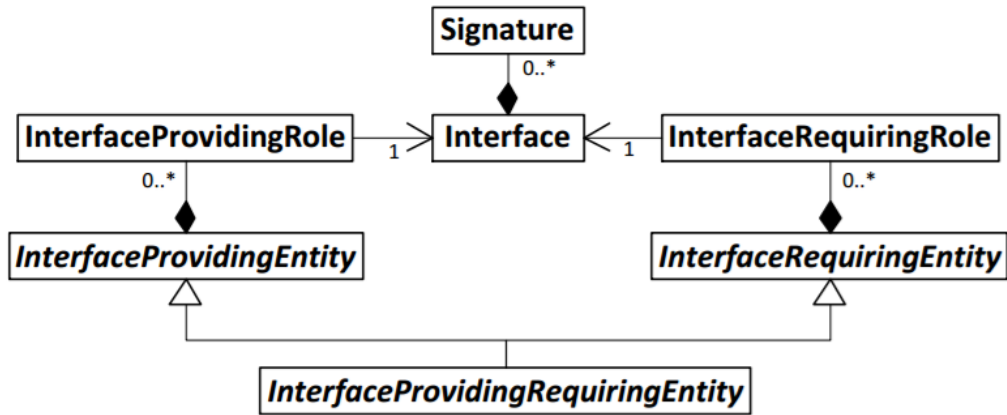 Signature
0..*
InterfaceProvidingRole
1
Interface
1
InterfaceRequiringRole
0..*
0..*
InterfaceProvidingEntity
InterfaceRequiringEntity
InterfaceProvidingRequiringEntity